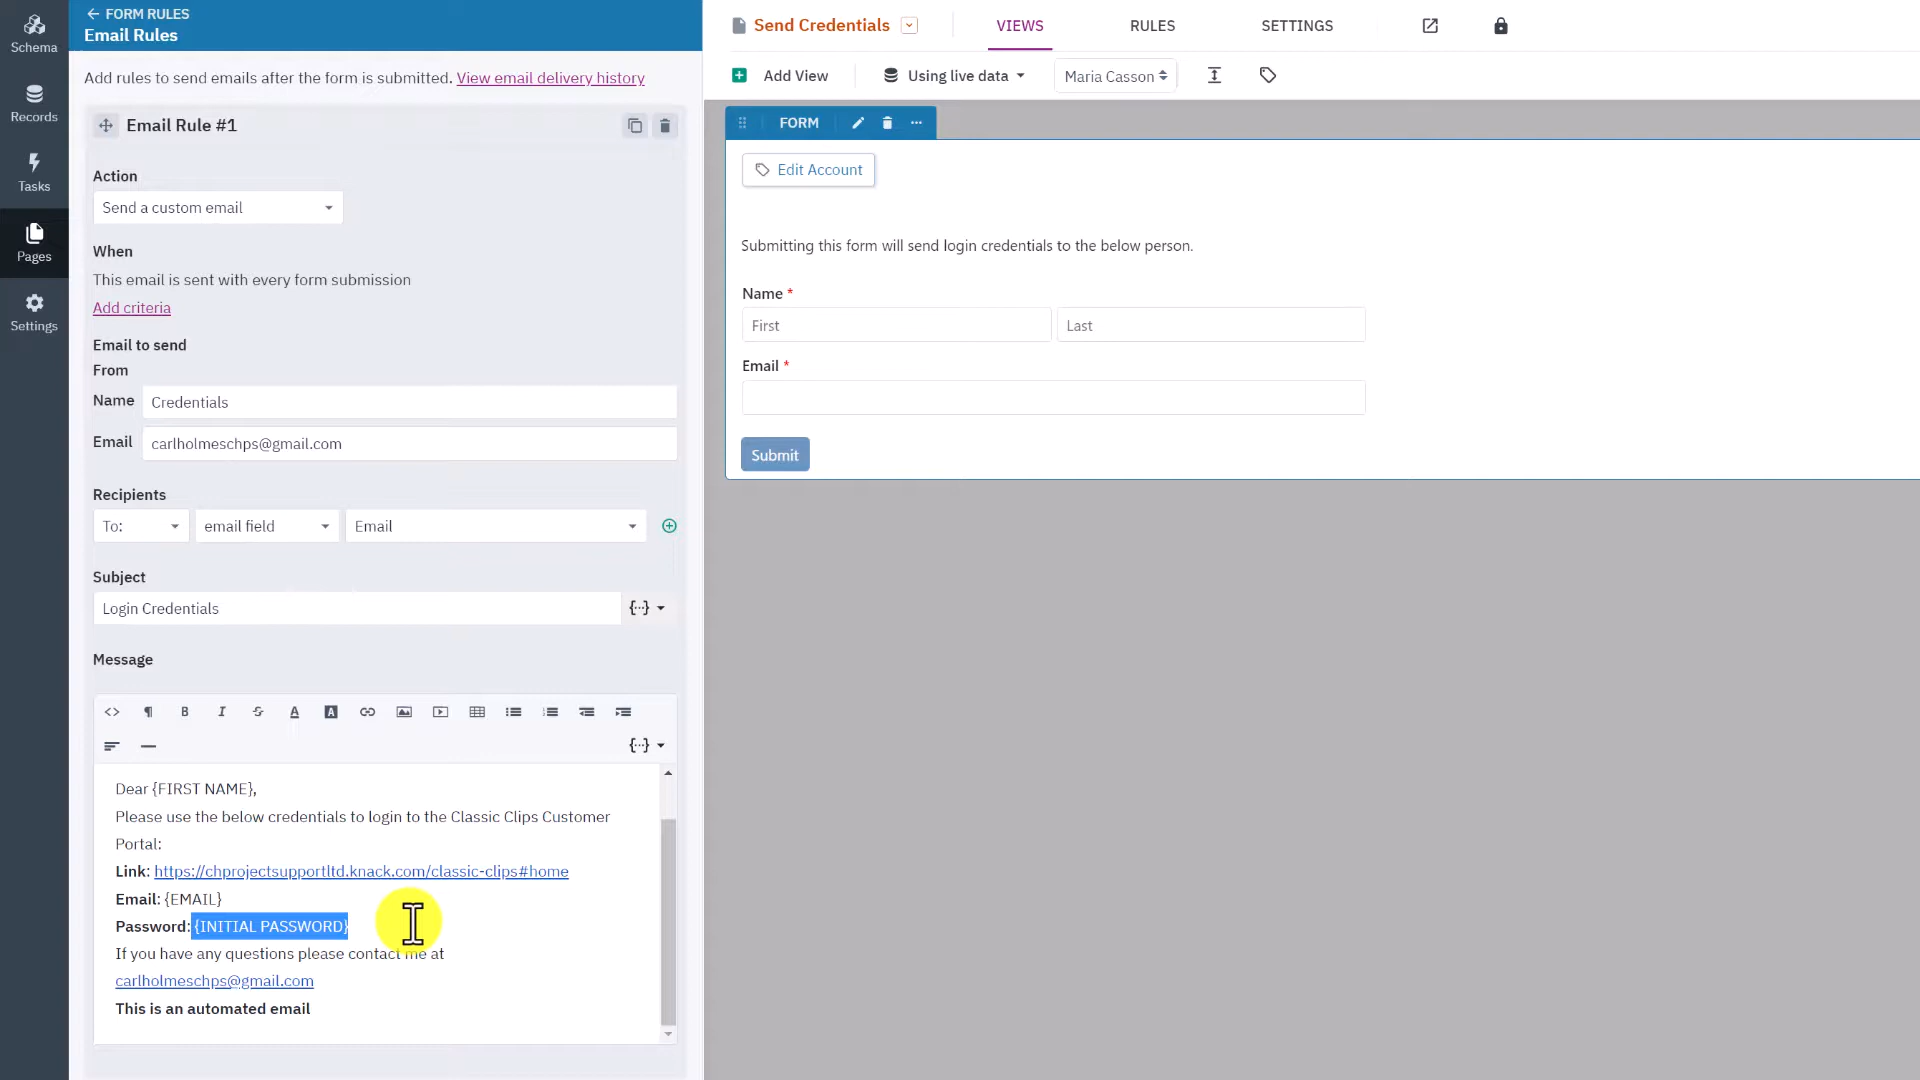 Schema
Records
Tasks
Pages
Settings
FORM RULES
Email Rules
Add rules to send emails after the form is submitted. View email delivery history
Email Rule #1
Action
Send a custom email
When
This email is sent with every form submission
Add criteria
Email to send
From
Name Credentials
Email carlholmeschps@gmail.com
Recipients
To: email field Email
Subject
Login Credentials
Message
Dear {FIRST NAME},
Please use the below credentials to login to the Classic Clips Customer
Portal:
Link: https://chprojectsupportltd.knack.com/classic-clips#home
Email: {EMAIL}
Password: {INITIAL PASSWORD}
If you have any questions please contact me at
carlholmeschps@gmail.com
This is an automated email
Send Credentials VIEWS RULES SETTINGS
Add View Using live data Maria Casson
FORM
Edit Account
Submitting this form will send login credentials to the below person.
Name *
First Last
Email *
Submit